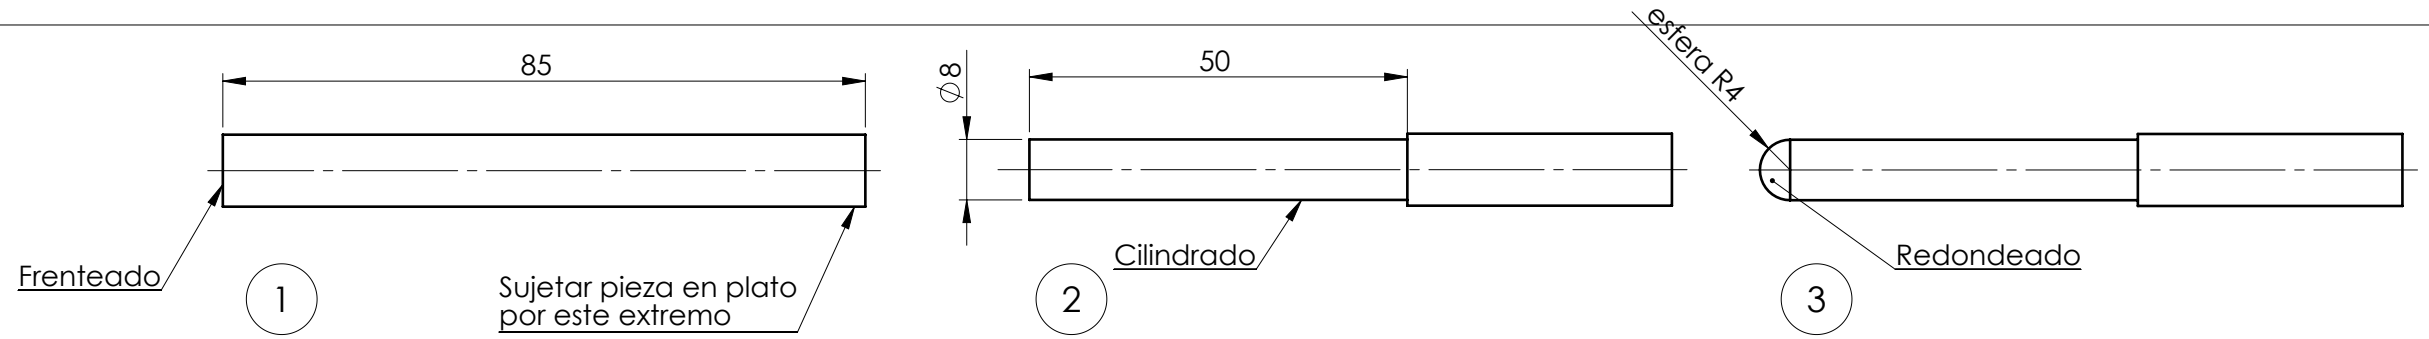 85
Frenteado
1
Sujetar pieza en plato
por este extremo
∅8
50
Cilindrado
2
esfera R4
Redondeado
3